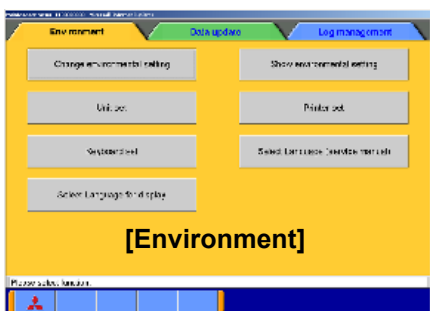 Environment
Data update
Log management
Change environmental setting
Show environmental setting
Unit set
Printer set
Keyboard set
Select Language (service manual)
Select Language for display
[Environment]
Please select function.